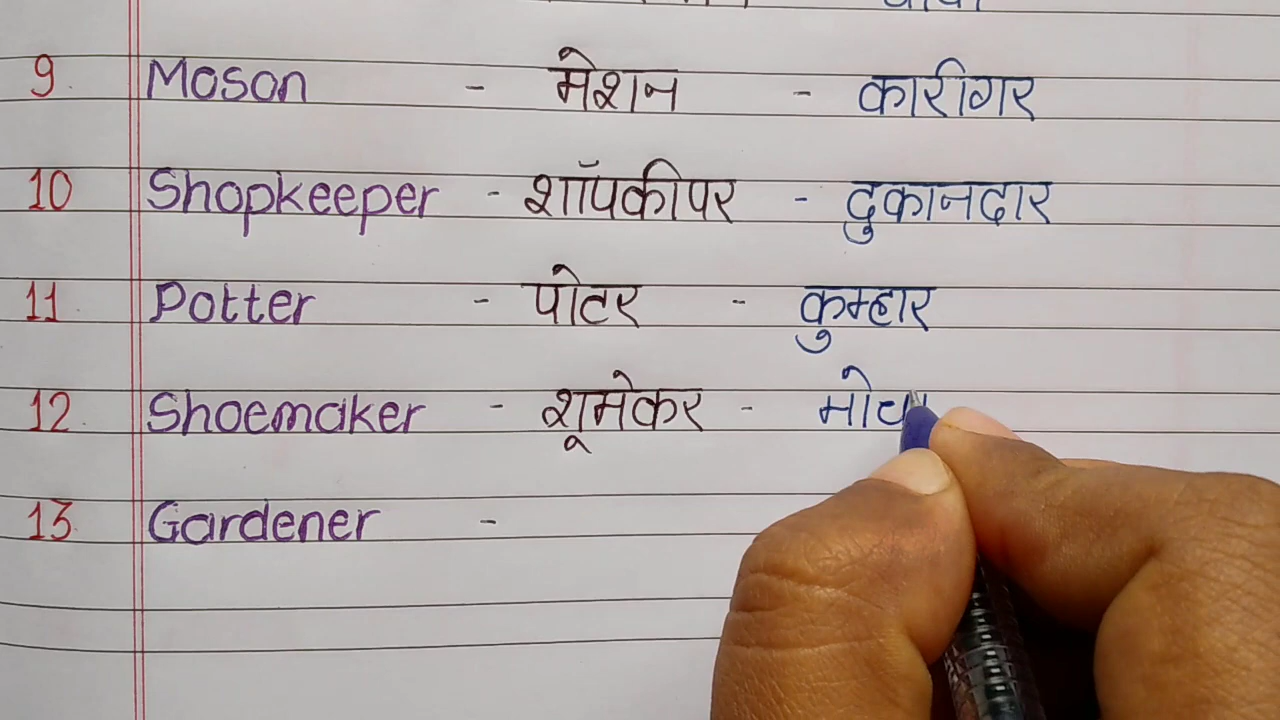 9. Moson - मेशन - कारीगर
10 Shopkeeper - शॉपकीपर - दुकानदार
11. Potter - पोटर - कुम्हार
12. Shoemaker - शूमेकर - मोचा
13. Gardener -